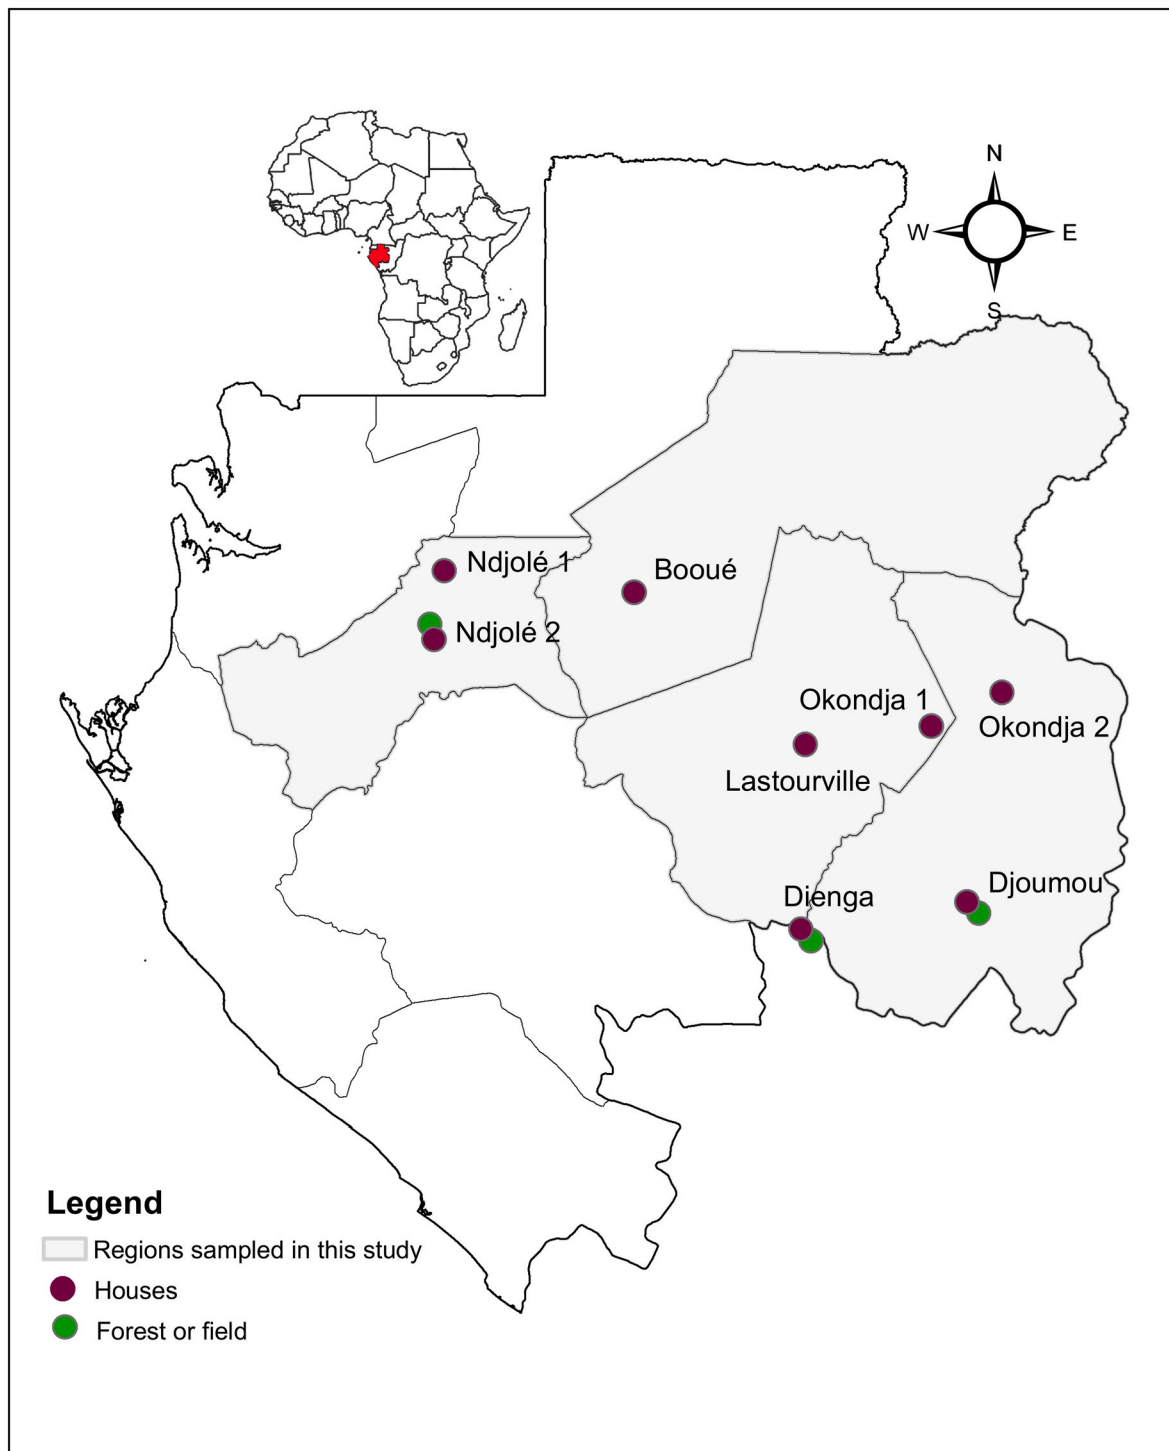 N
W
E
S
Ndjolé 1
Booué
Ndjolé 2
Okondja 1
Okondja 2
Lastourville
Djoumou
Dienga
Legend
Regions sampled in this study
Houses
Forest or field